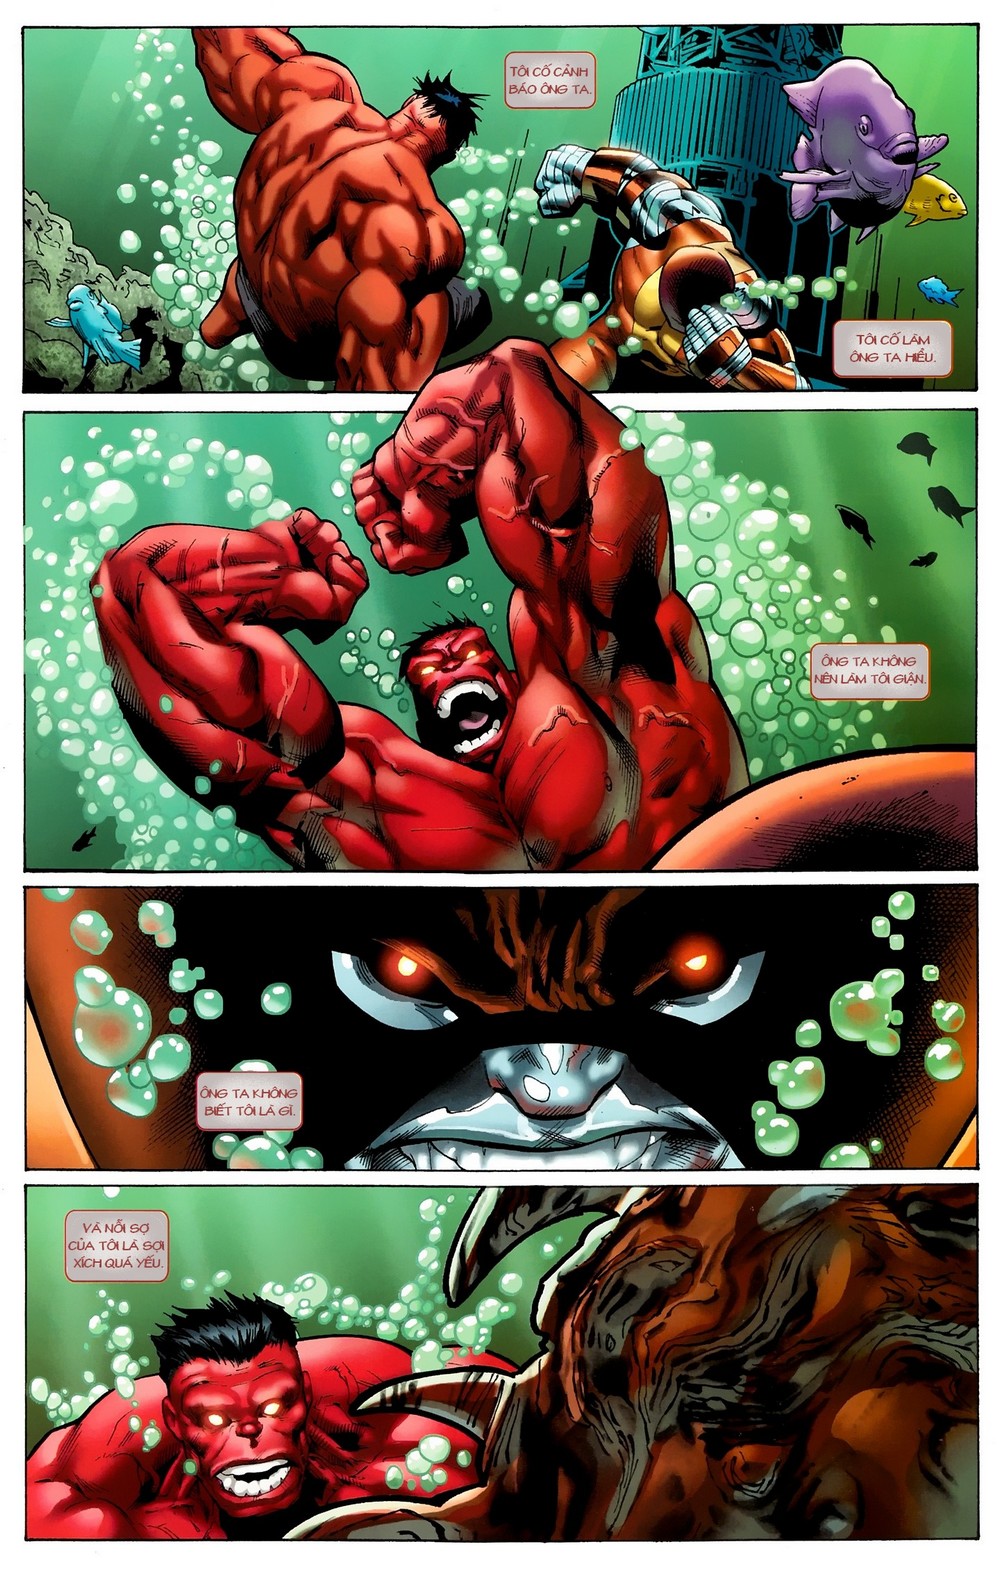 TÔI CỐ CẢNH
BÁO ÔNG TA.
TÔI CỐ LÀM
ÔNG TA HIỂU.
ÔNG TA KHÔNG
NÊN LÀM TÔI GIẬN.
ÔNG TA KHÔNG
BIẾT TÔI LÀ GÌ.
VÀ NỖI SỢ
CỦA TÔI LÀ SỢI
XÍCH QUÁ YẾU.